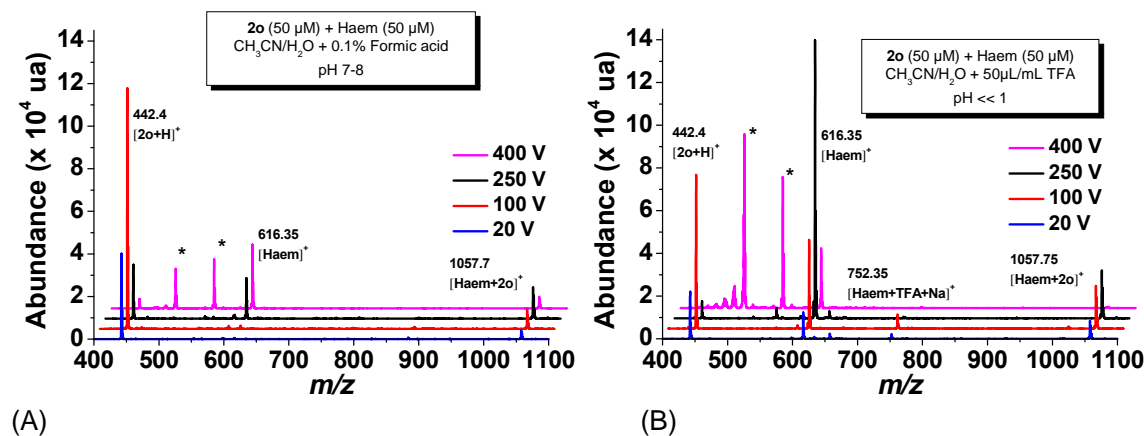 2o (50 µM) + Haem (50 µM)
CH₃CN/H₂O + 0.1% Formic acid
pH 7-8
Abundance (x 10⁴ ua)
14
12
10
8
6
4
2
0
442.4
[2o+H]⁺
*
*
616.35
[Haem]⁺
1057.7
[Haem+2o]⁺
400 V
250 V
100 V
20 V
400 500 600 700 800 900 1000 1100
m/z
(A)
2o (50 µM) + Haem (50 µM)
CH₃CN/H₂O + 50µL/mL TFA
pH << 1
Abundance (x 10⁴ ua)
14
12
10
8
6
4
2
0
442.4
[2o+H]⁺
*
*
616.35
[Haem]⁺
752.35
[Haem+TFA+Na]⁺
1057.75
[Haem+2o]⁺
400 V
250 V
100 V
20 V
400 500 600 700 800 900 1000 1100
m/z
(B)